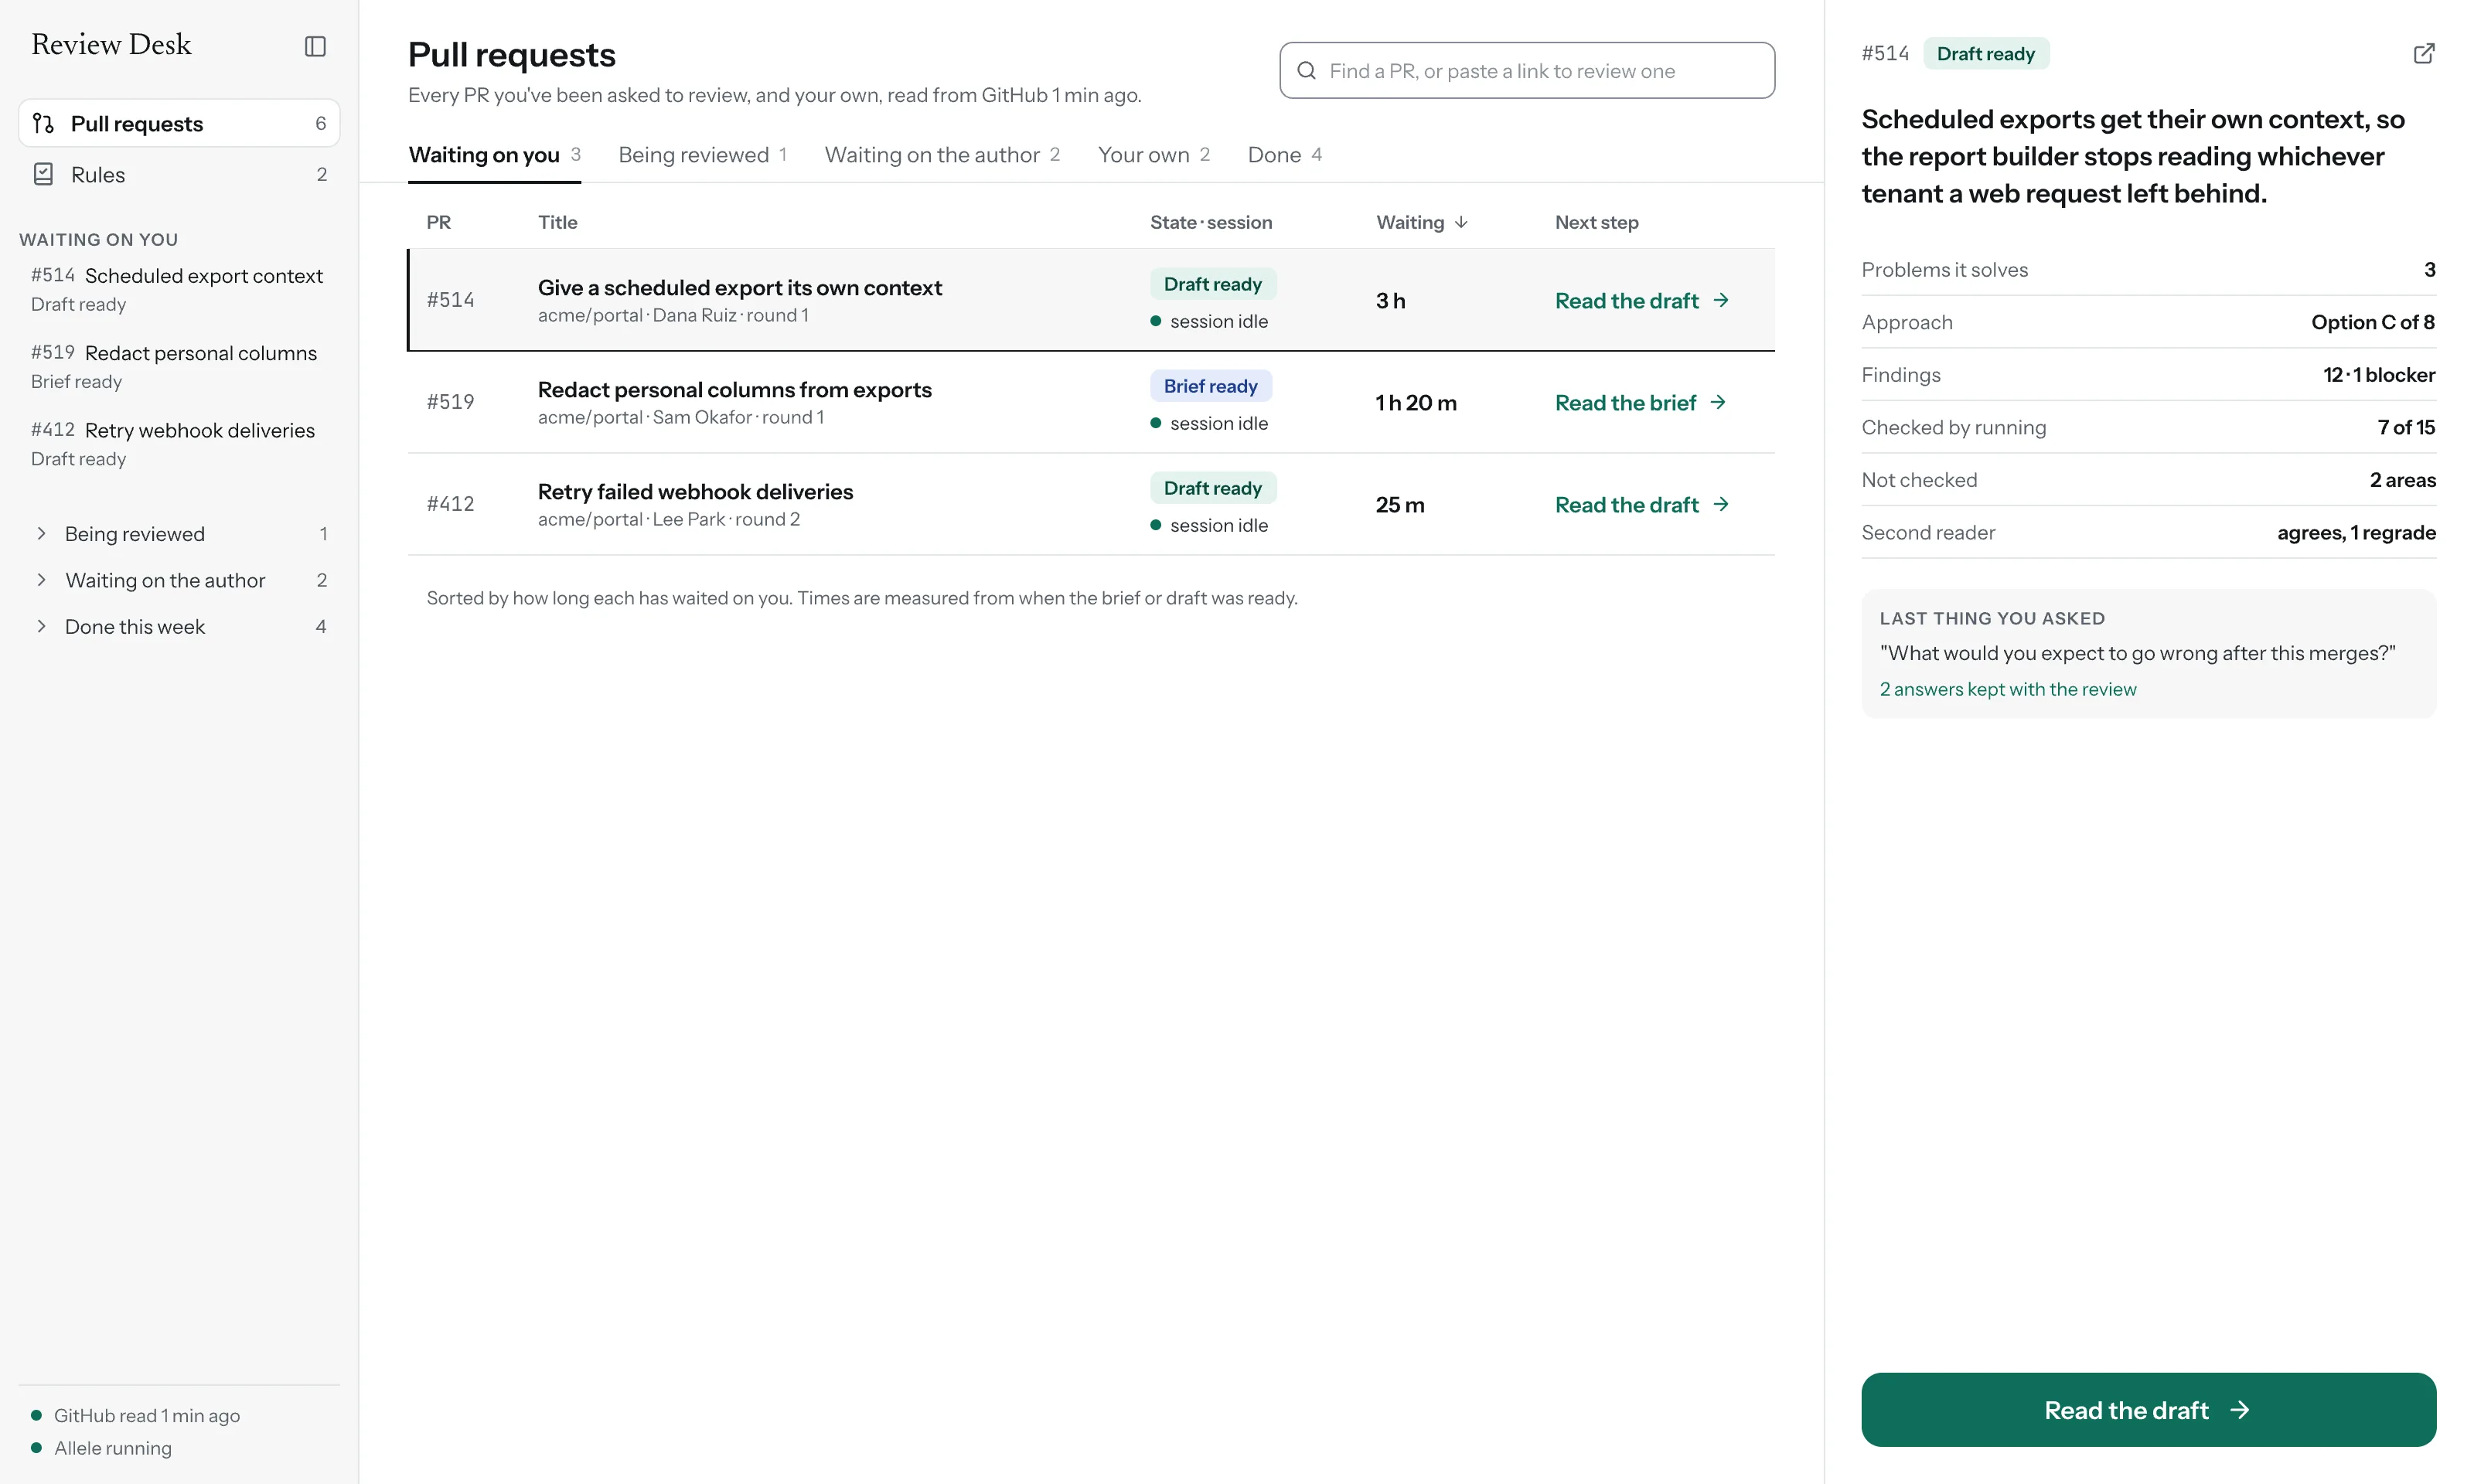 Review Desk
Pull requests 6
Rules 2
WAITING ON YOU
#514 Scheduled export context
Draft ready
#519 Redact personal columns
Brief ready
#412 Retry webhook deliveries
Draft ready
Being reviewed 1
Waiting on the author 2
Done this week 4
GitHub read 1 min ago
Allele running
Pull requests
Every PR you've been asked to review, and your own, read from GitHub 1 min ago.
Find a PR, or paste a link to review one
Waiting on you 3 Being reviewed 1 Waiting on the author 2 Your own 2 Done 4
PR Title State · session Waiting Next step
#514 Give a scheduled export its own context Draft ready 3 h Read the draft
acme/portal · Dana Ruiz · round 1 session idle
#519 Redact personal columns from exports Brief ready 1 h 20 m Read the brief
acme/portal · Sam Okafor · round 1 session idle
#412 Retry failed webhook deliveries Draft ready 25 m Read the draft
acme/portal · Lee Park · round 2 session idle
Sorted by how long each has waited on you. Times are measured from when the brief or draft was ready.
#514 Draft ready
Scheduled exports get their own context, so
the report builder stops reading whichever
tenant a web request left behind.
Problems it solves 3
Approach Option C of 8
Findings 12 · 1 blocker
Checked by running 7 of 15
Not checked 2 areas
Second reader agrees, 1 regrade
LAST THING YOU ASKED
"What would you expect to go wrong after this merges?"
2 answers kept with the review
Read the draft